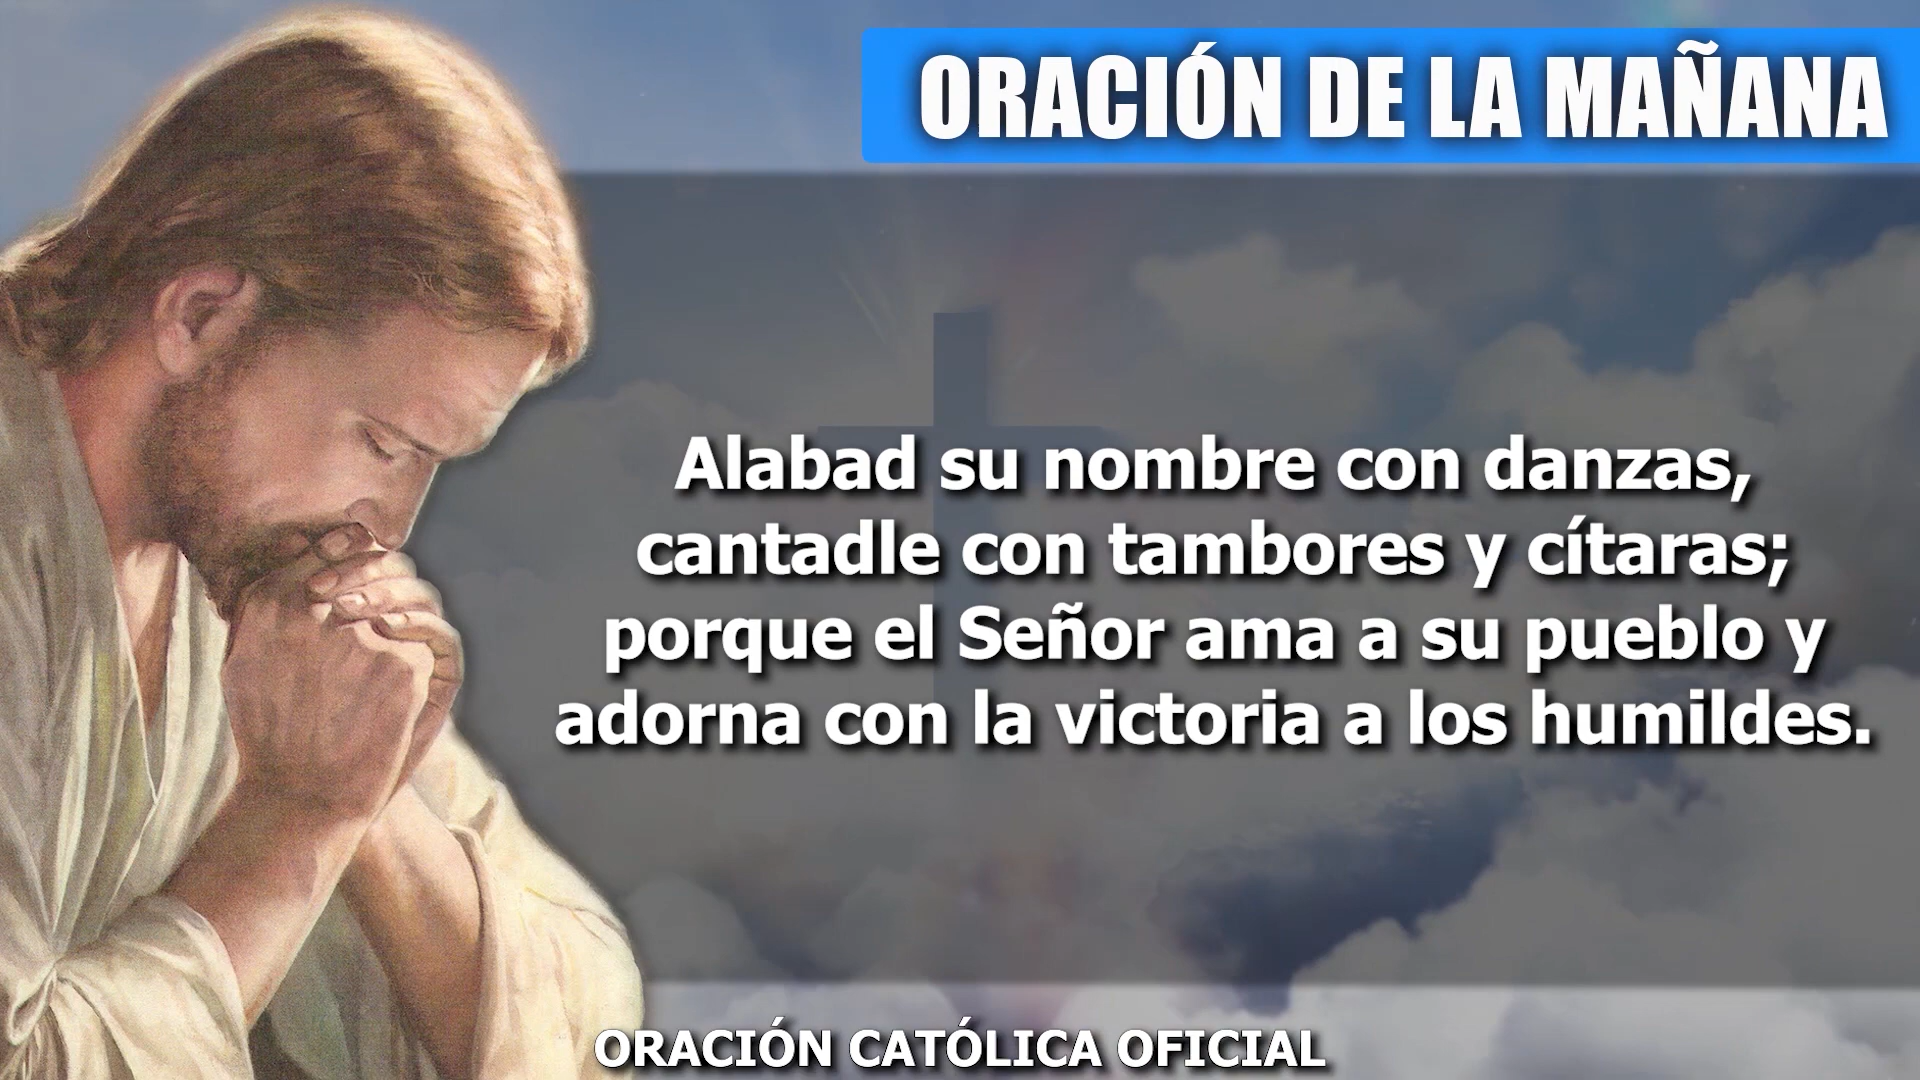 ORACIÓN DE LA MAÑANA
Alabad su nombre con danzas,
cantadle con tambores y cítaras;
porque el Señor ama a su pueblo y
adorna con la victoria a los humildes.
ORACIÓN CATÓLICA OFICIAL